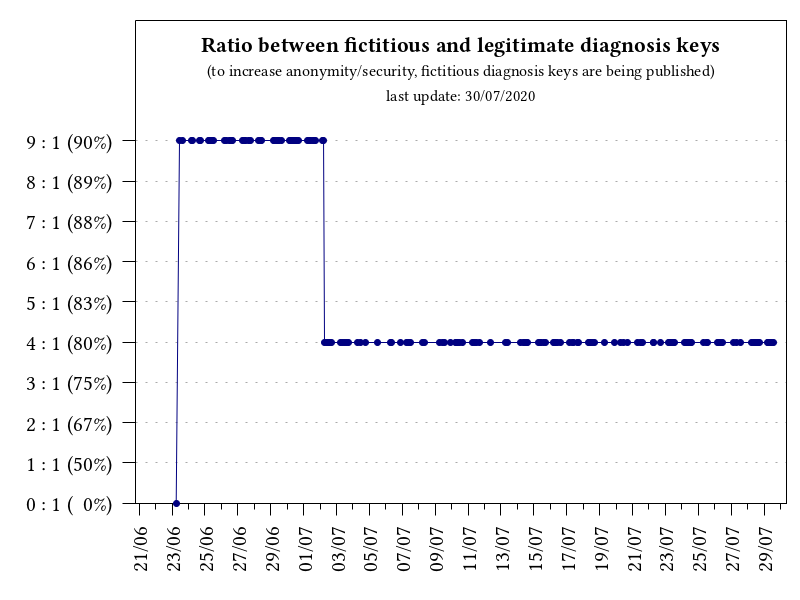 Ratio between fictitious and legitimate diagnosis keys
(to increase anonymity/security, fictitious diagnosis keys are being published)
last update: 30/07/2020
9 : 1 (90%)
8 : 1 (89%)
7 : 1 (88%)
6 : 1 (86%)
5 : 1 (83%)
4 : 1 (80%)
3 : 1 (75%)
2 : 1 (67%)
1 : 1 (50%)
0 : 1 (  0%)
21/06
23/06
25/06
27/06
29/06
01/07
03/07
05/07
07/07
09/07
11/07
13/07
15/07
17/07
19/07
21/07
23/07
25/07
27/07
29/07